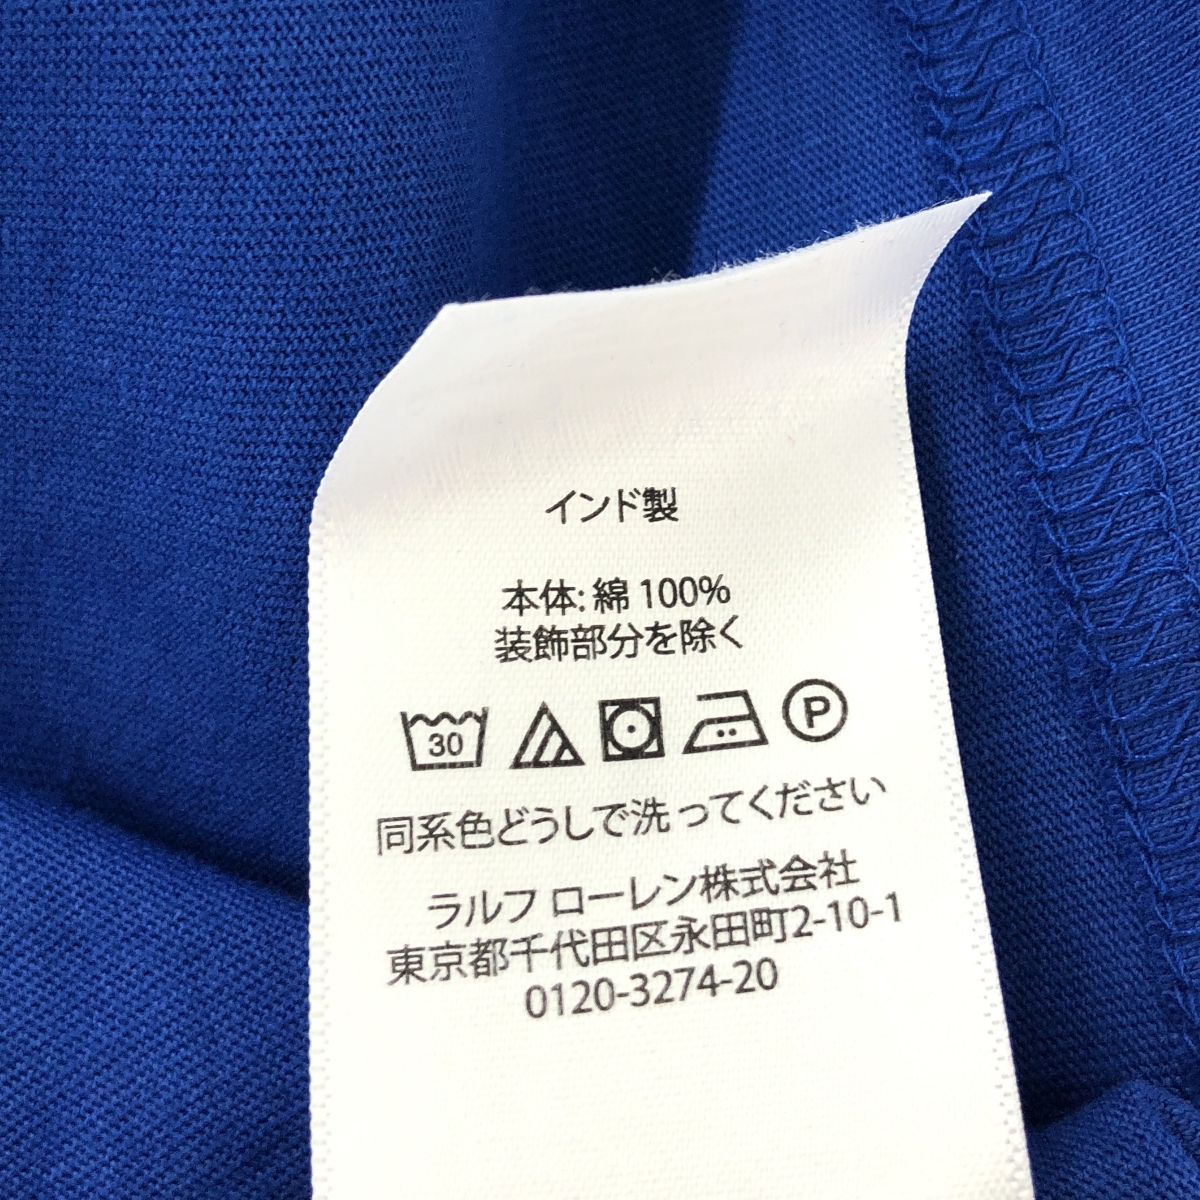 インド製
本体: 綿 100%
装飾部分を除く
30 P
同系色どうしで洗ってください
ラルフ ローレン株式会社
東京都千代田区永田町2-10-1
0120-3274-20